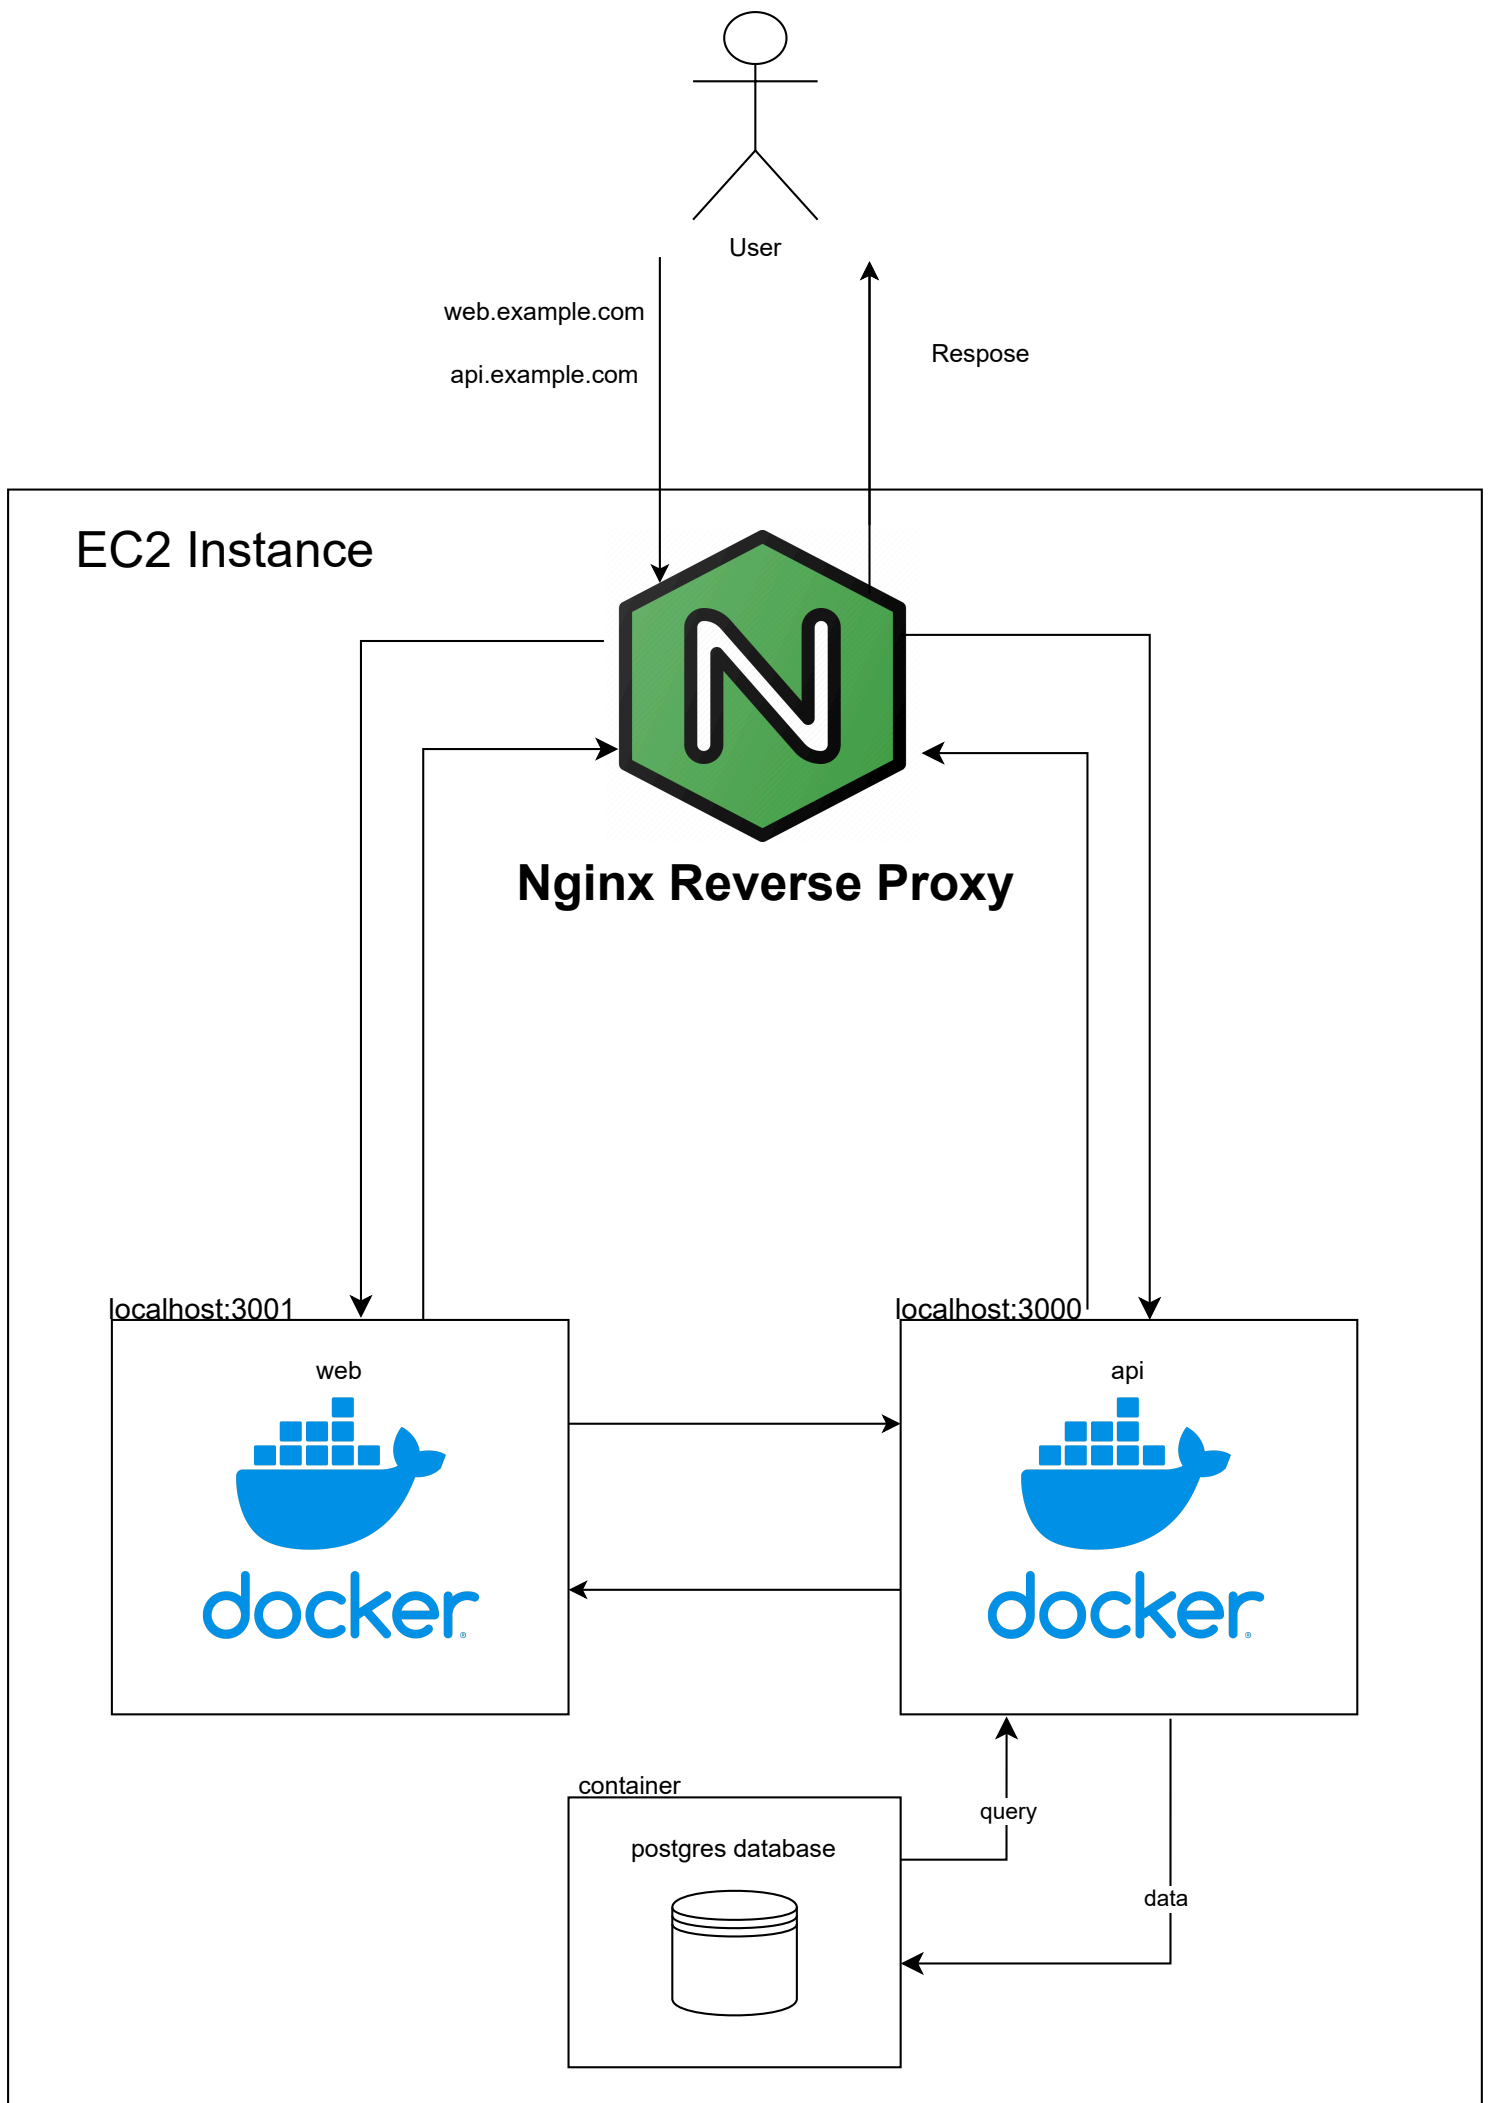 User
web.example.com
api.example.com
Respose
EC2 Instance
N
Nginx Reverse Proxy
localhost:3001
localhost:3000
web
api
docker
docker
container
query
postgres database
data